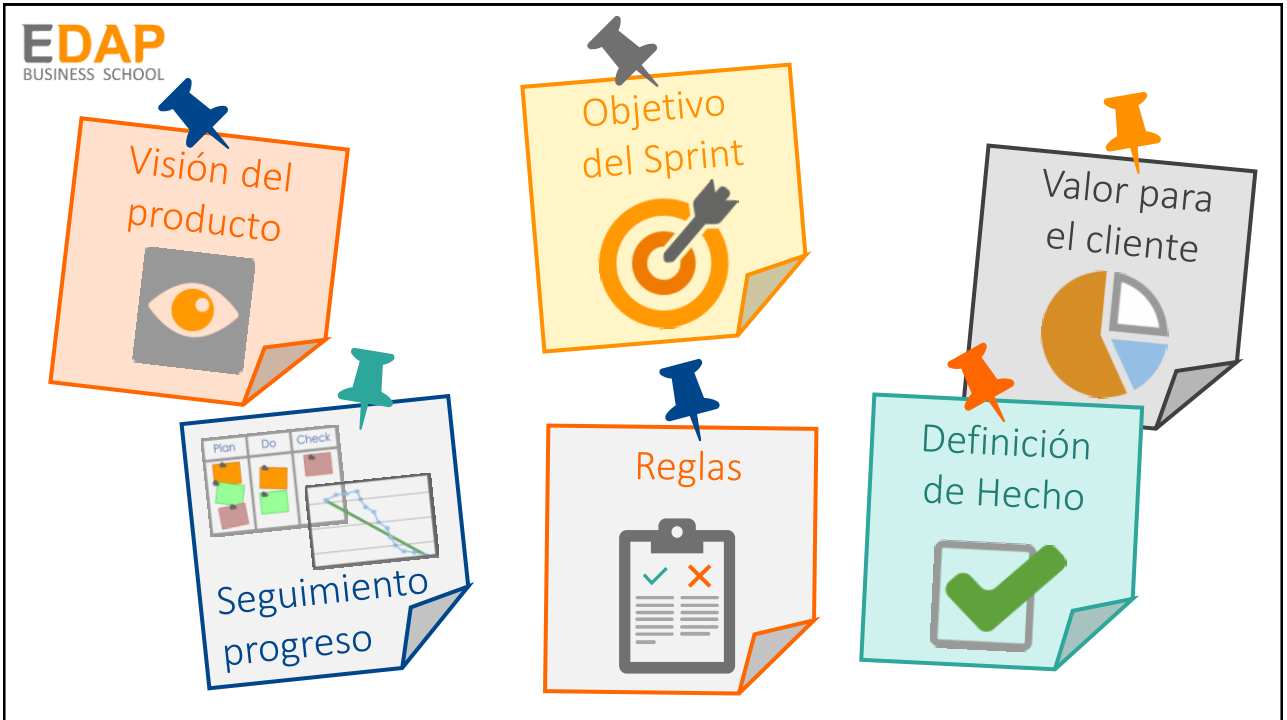 EDAP
BUSINESS SCHOOL
Visión del
producto
Objetivo
del Sprint
Valor para
el cliente
Plan Do Check
Seguimiento
progreso
Reglas
Definición
de Hecho